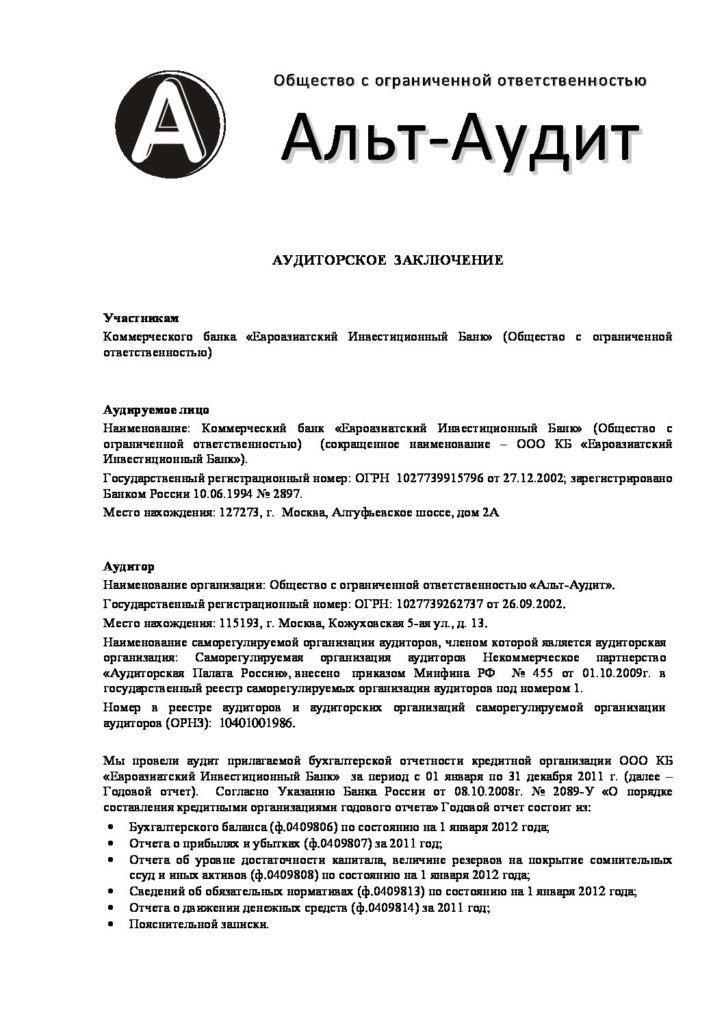 А
Общество с ограниченной ответственностью
Альт-Аудит
АУДИТОРСКОЕ ЗАКЛЮЧЕНИЕ
Участникам
Коммерческого банка «Евроазиатский Инвестиционный Банк» (Общество с ограниченной
ответственностью)
Аудируемое лицо
Наименование: Коммерческий банк «Евроазиатский Инвестиционный Банк» (Общество с
ограниченной ответственностью) (сокращенное наименование – ООО КБ «Евроазиатский
Инвестиционный Банк»).
Государственный регистрационный номер: ОГРН 1027739915796 от 27.12.2002; зарегистрировано
Банком России 10.06.1994 № 2897.
Место нахождения: 127273, г. Москва, Алтуфьевское шоссе, дом 2А
Аудитор
Наименование организации: Общество с ограниченной ответственностью «Альт-Аудит».
Государственный регистрационный номер: ОГРН: 1027739262737 от 26.09.2002.
Место нахождения: 115193, г. Москва, Кожуховская 5-ая ул., д. 13.
Наименование саморегулируемой организации аудиторов, членом которой является аудиторская
организация: Саморегулируемая организация аудиторов Некоммерческое партнерство
«Аудиторская Палата России», внесено приказом Минфина РФ № 455 от 01.10.2009г. в
государственный реестр саморегулируемых организации аудиторов под номером 1.
Номер в реестре аудиторов и аудиторских организаций саморегулируемой организации
аудиторов (ОРНЗ): 10401001986.
Мы провели аудит прилагаемой бухгалтерской отчетности кредитной организации ООО КБ
«Евроазиатский Инвестиционный Банк» за период с 01 января по 31 декабря 2011 г. (далее –
Годовой отчет). Согласно Указанию Банка России от 08.10.2008г. № 2089-У «О порядке
составления кредитными организациями годового отчета» Годовой отчет состоит из:
• Бухгалтерского баланса (ф.0409806) по состоянию на 1 января 2012 года;
• Отчета о прибылях и убытках (ф.0409807) за 2011 год;
• Отчета об уровне достаточности капитала, величине резервов на покрытие сомнительных
ссуд и иных активов (ф.0409808) по состоянию на 1 января 2012 года;
• Сведений об обязательных нормативах (ф.0409813) по состоянию на 1 января 2012 года;
• Отчета о движении денежных средств (ф.0409814) за 2011 год;
• Пояснительной записки.